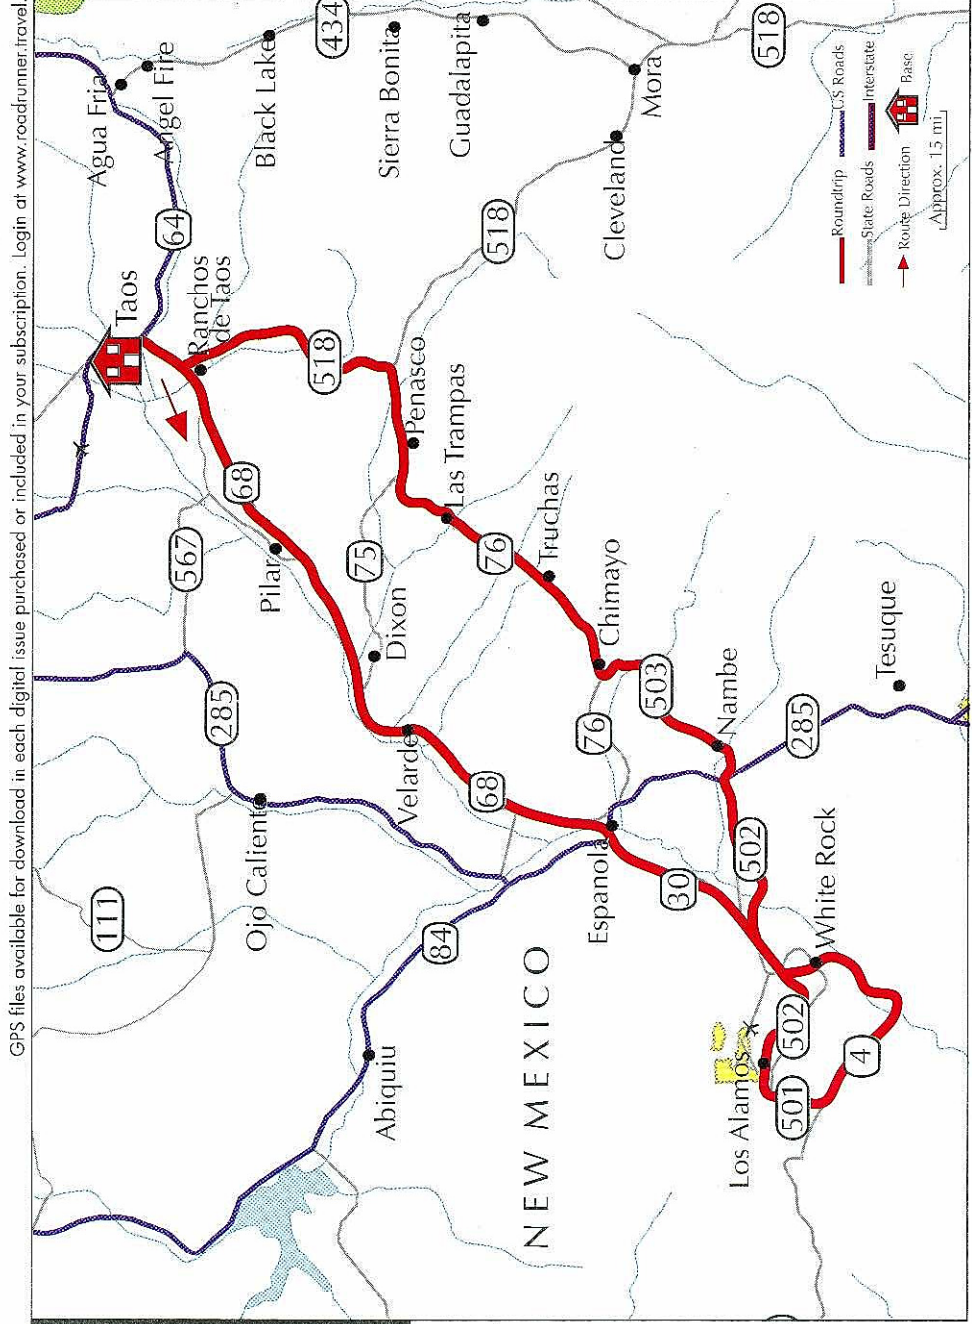 GPS files available for download in each digital issue purchased or included in your subscription. Login at www.roadrunner.travel.
Agua Fria
Angel Fire
Black Lake
434
Sierra Bonita
Guadalapita
Mora
518
Cleveland
518
64
Taos
Ranchos
de Taos
518
Penasco
Las Trampas
68
75
76
Truchas
567
Pilar
Dixon
Chimayo
503
Nambe
Tesuque
285
76
285
Velarde
68
Ojo Caliente
111
84
Espanola
30
502
White Rock
Abiquiu
NEW MEXICO
Los Alamos
502
501
4
Roundtrip
US Roads
State Roads
Interstate
Route Direction
Base
Approx. 15 mi.